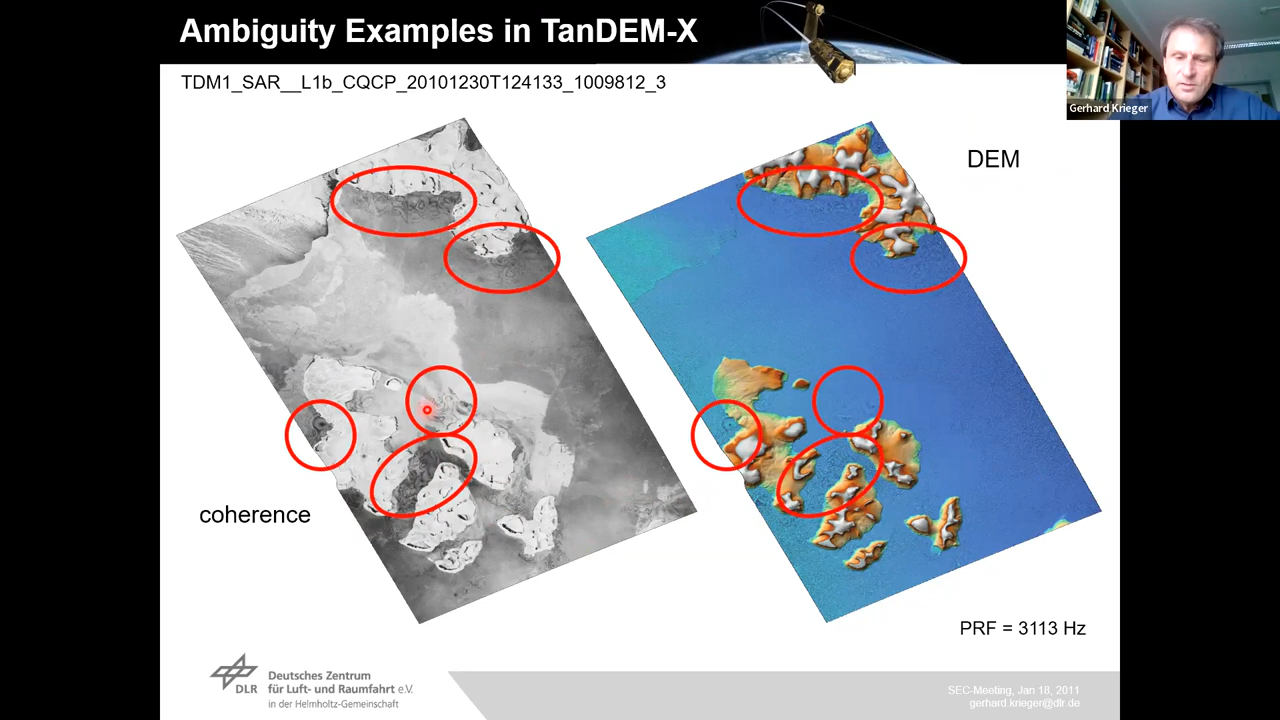 Ambiguity Examples in TanDEM-X
Gerhard Krieger
TDM1_SAR__L1b_CQCP_20101230T124133_1009812_3
DEM
coherence
PRF = 3113 Hz
DLR
Deutsches Zentrum
für Luft- und Raumfahrt e.V.
in der Helmholtz-Gemeinschaft
SEC-Meeting, Jan 18, 2011
gerhard.krieger@dlr.de